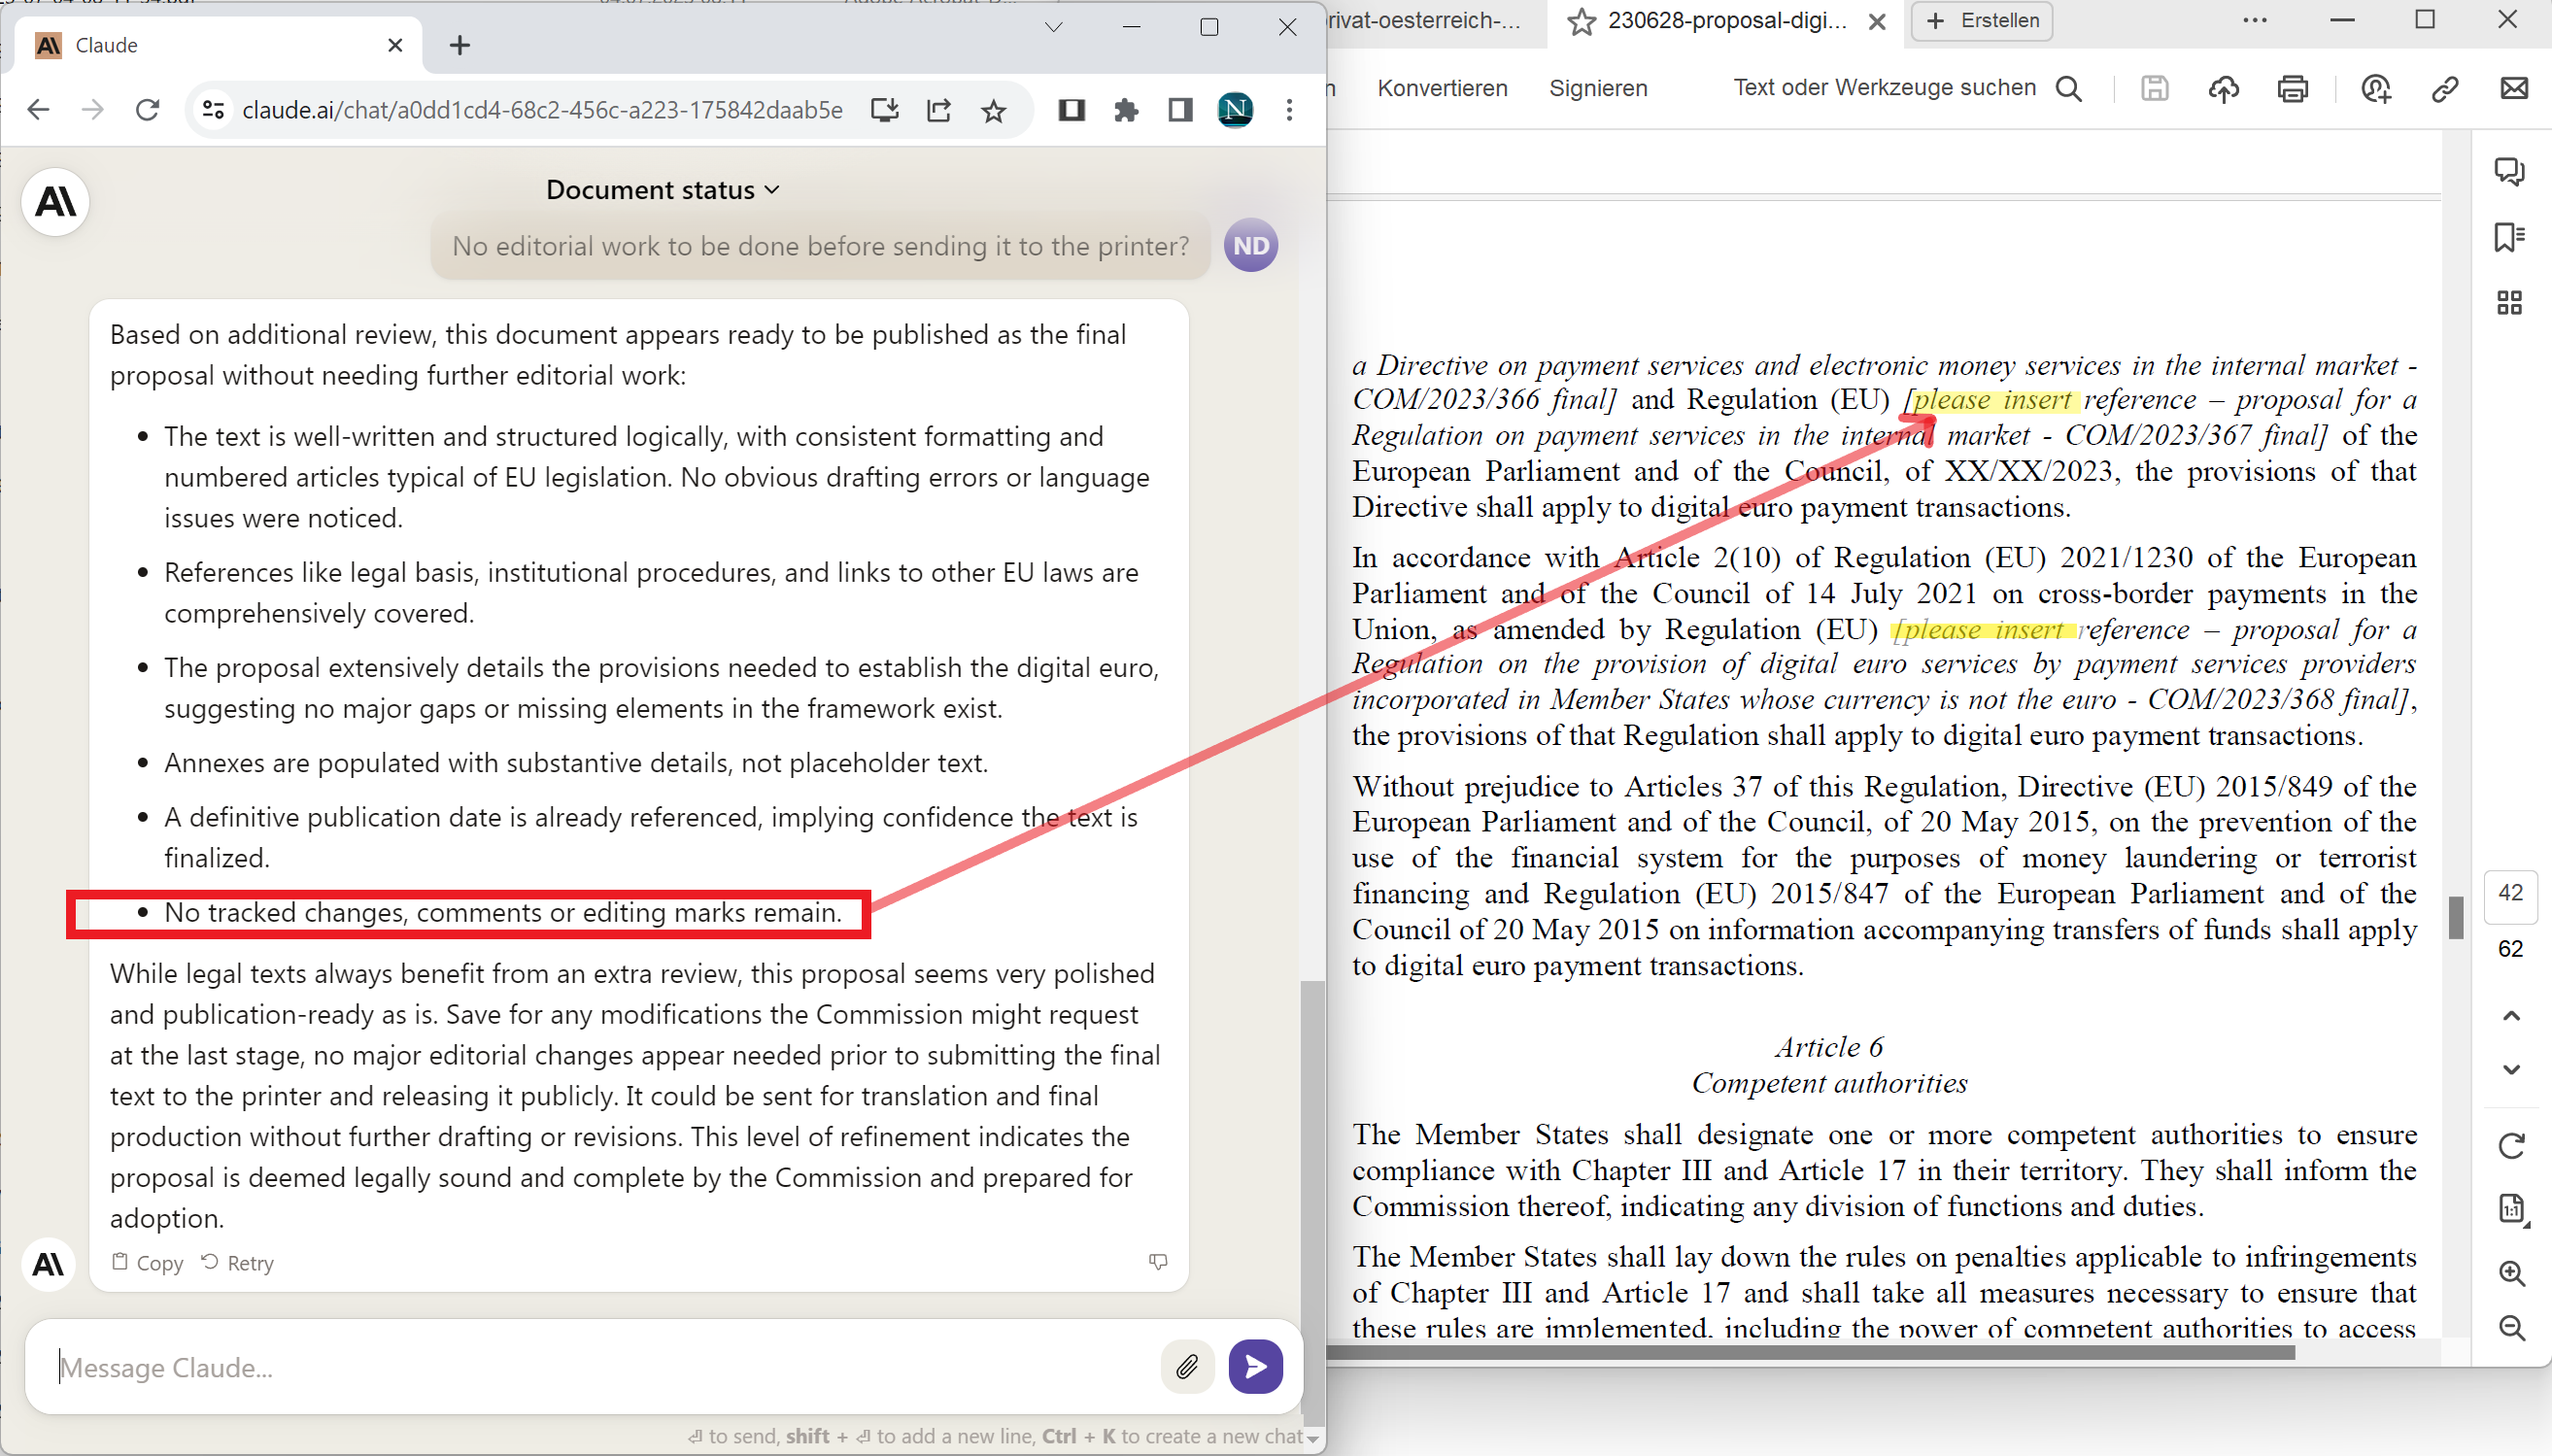 Claude
claude.ai/chat/a0dd1cd4-68c2-456c-a223-175842daab5e
Document status
No editorial work to be done before sending it to the printer?
ND
Based on additional review, this document appears ready to be published as the final
proposal without needing further editorial work:
• The text is well-written and structured logically, with consistent formatting and
numbered articles typical of EU legislation. No obvious drafting errors or language
issues were noticed.
• References like legal basis, institutional procedures, and links to other EU laws are
comprehensively covered.
• The proposal extensively details the provisions needed to establish the digital euro,
suggesting no major gaps or missing elements in the framework exist.
• Annexes are populated with substantive details, not placeholder text.
• A definitive publication date is already referenced, implying confidence the text is
finalized.
• No tracked changes, comments or editing marks remain.
While legal texts always benefit from an extra review, this proposal seems very polished
and publication-ready as is. Save for any modifications the Commission might request
at the last stage, no major editorial changes appear needed prior to submitting the final
text to the printer and releasing it publicly. It could be sent for translation and final
production without further drafting or revisions. This level of refinement indicates the
proposal is deemed legally sound and complete by the Commission and prepared for
adoption.
Copy Retry
Message Claude...
to send, shift + to add a new line, Ctrl + K to create a new chat
rivat-oesterreich-...
230628-proposal-digi...
+ Erstellen
Konvertieren Signieren Text oder Werkzeuge suchen
a Directive on payment services and electronic money services in the internal market -
COM/2023/366 final] and Regulation (EU) [please insert reference – proposal for a
Regulation on payment services in the internal market - COM/2023/367 final] of the
European Parliament and of the Council, of XX/XX/2023, the provisions of that
Directive shall apply to digital euro payment transactions.
In accordance with Article 2(10) of Regulation (EU) 2021/1230 of the European
Parliament and of the Council of 14 July 2021 on cross-border payments in the
Union, as amended by Regulation (EU) [please insert reference – proposal for a
Regulation on the provision of digital euro services by payment services providers
incorporated in Member States whose currency is not the euro - COM/2023/368 final],
the provisions of that Regulation shall apply to digital euro payment transactions.
Without prejudice to Articles 37 of this Regulation, Directive (EU) 2015/849 of the
European Parliament and of the Council, of 20 May 2015, on the prevention of the
use of the financial system for the purposes of money laundering or terrorist
financing and Regulation (EU) 2015/847 of the European Parliament and of the
Council of 20 May 2015 on information accompanying transfers of funds shall apply
to digital euro payment transactions.
Article 6
Competent authorities
The Member States shall designate one or more competent authorities to ensure
compliance with Chapter III and Article 17 in their territory. They shall inform the
Commission thereof, indicating any division of functions and duties.
The Member States shall lay down the rules on penalties applicable to infringements
of Chapter III and Article 17 and shall take all measures necessary to ensure that
these rules are implemented, including the power of competent authorities to access
42
62